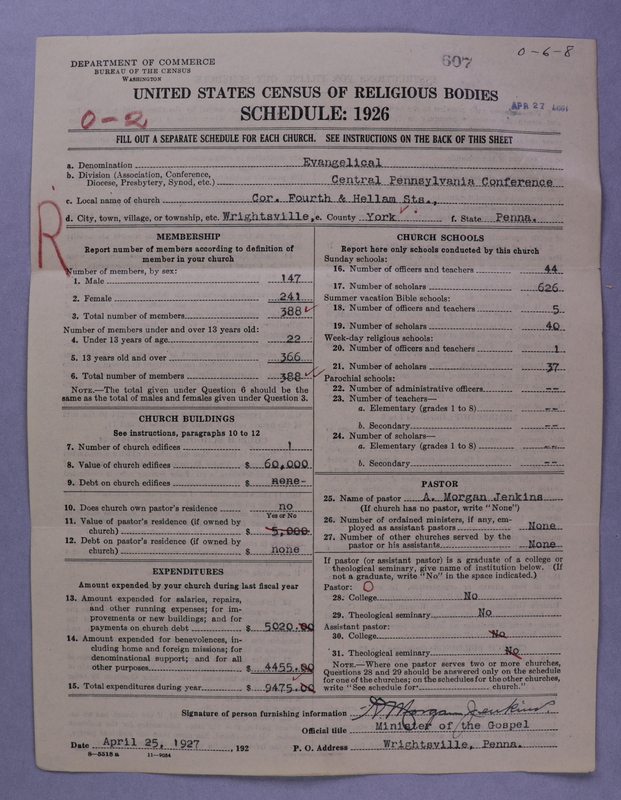 0-6-8
607
DEPARTMENT OF COMMERCE
BUREAU OF THE CENSUS
WASHINGTON
UNITED STATES CENSUS OF RELIGIOUS BODIES
APR 27
0-2
SCHEDULE: 1926
FILL OUT A SEPARATE SCHEDULE FOR EACH CHURCH. SEE INSTRUCTIONS ON THE BACK OF THIS SHEET
a. Denomination Evangelical
b. Division (Association, Conference, Diocese, Presbytery, Synod, etc.) Central Pennsylvania Conference
c. Local name of church Cor. Fourth & Hellam Sts.,
d. City, town, village, or township, etc. Wrightsville, e. County York f. State Penna.
R
MEMBERSHIP
Report number of members according to definition of
member in your church
Number of members, by sex:
1. Male 147
2. Female 241
3. Total number of members 388
Number of members under and over 13 years old:
4. Under 13 years of age 22
5. 13 years old and over 366
6. Total number of members 388
NOTE.—The total given under Question 6 should be
same as the total of males and females given under Question 3.
CHURCH BUILDINGS
See instructions, paragraphs 10 to 12
7. Number of church edifices 1
8. Value of church edifices $ 60,000
9. Debt on church edifices $ none-
10. Does church own pastor's residence no
Yes or No
11. Value of pastor's residence (if owned by
church) $ 5,000
12. Debt on pastor's residence (if owned by
church) $ none
EXPENDITURES
Amount expended by your church during last fiscal year
13. Amount expended for salaries, repairs,
and other running expenses; for im-
provements or new buildings; and for
payments on church debt $ 5020.00
14. Amount expended for benevolences, in-
cluding home and foreign missions; for
denominational support; and for all
other purposes $ 4455.00
15. Total expenditures during year $ 9475.00
CHURCH SCHOOLS
Report here only schools conducted by this church
Sunday schools:
16. Number of officers and teachers 44
17. Number of scholars 626
Summer vacation Bible schools:
18. Number of officers and teachers 5
19. Number of scholars 40
Week-day religious schools:
20. Number of officers and teachers 1
21. Number of scholars 37
Parochial schools:
22. Number of administrative officers --
23. Number of teachers—
a. Elementary (grades 1 to 8) --
b. Secondary --
24. Number of scholars—
a. Elementary (grades 1 to 8) --
b. Secondary --
PASTOR
25. Name of pastor A. Morgan Jenkins
(If church has no pastor, write "None")
26. Number of ordained ministers, if any, em-
ployed as assistant pastors None
27. Number of other churches served by the
pastor or his assistants None
If pastor (or assistant pastor) is a graduate of a college or
theological seminary, give name of institution below. (If
not a graduate, write "No" in the space indicated.)
Pastor: O
28. College No
29. Theological seminary No
Assistant pastor:
30. College No
31. Theological seminary No
NOTE.—Where one pastor serves two or more churches,
Questions 28 and 29 should be answered only on the schedule
for one of the churches; on the schedules for the other churches,
write "See schedule for church."
Signature of person furnishing information A. Morgan Jenkins.
Official title Minister of the Gospel
Date April 25, 1927, 192 P. O. Address Wrightsville, Penna.
8-5515 a 11-9054